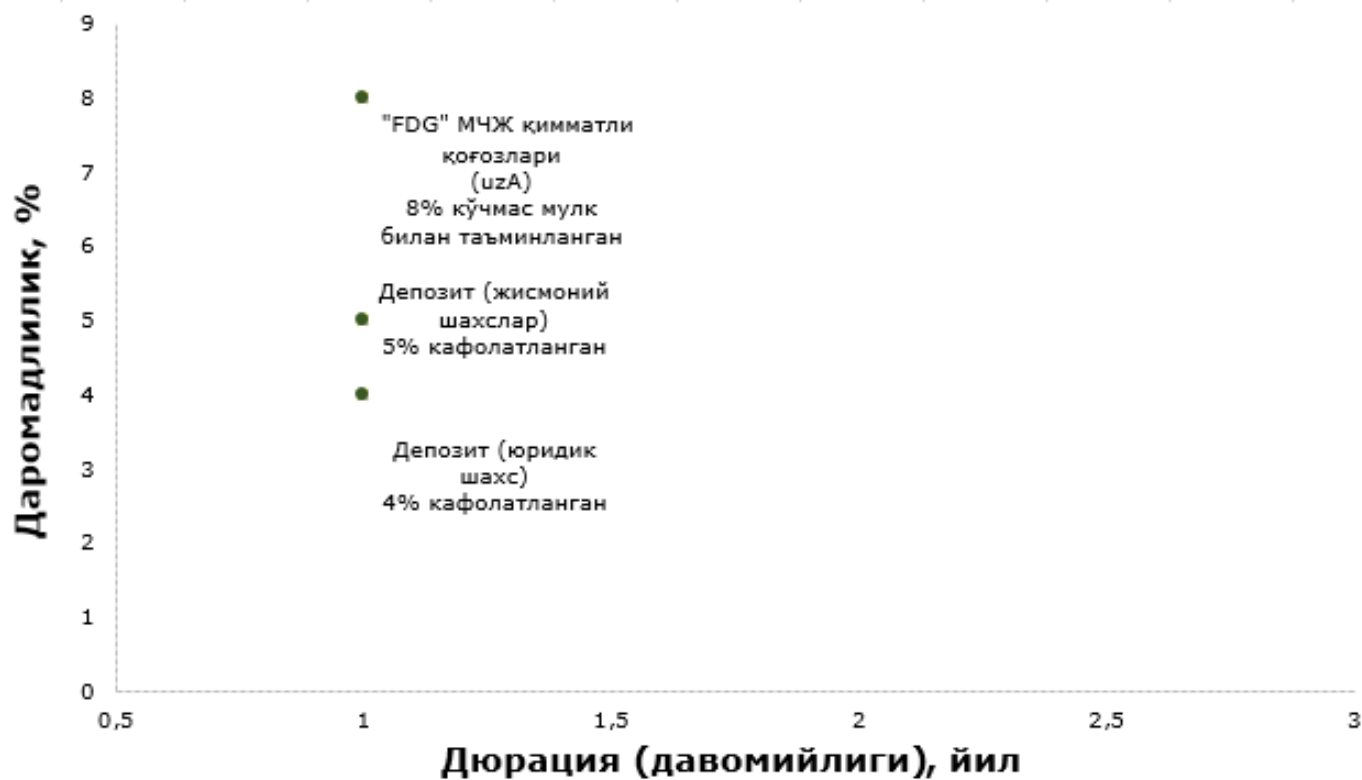 Даромадлилик, %
9
8
7
6
5
4
3
2
1
0
"FDG" МЧЖ қимматли
қоғозлари
(uzA)
8% кўчмас мулк
билан таъминланган
Депозит (жисмоний
шахслар)
5% кафолатланган
Депозит (юридик
шахс)
4% кафолатланган
0,5 1 1,5 2 2,5 3
Дюрация (давомийлиги), йил